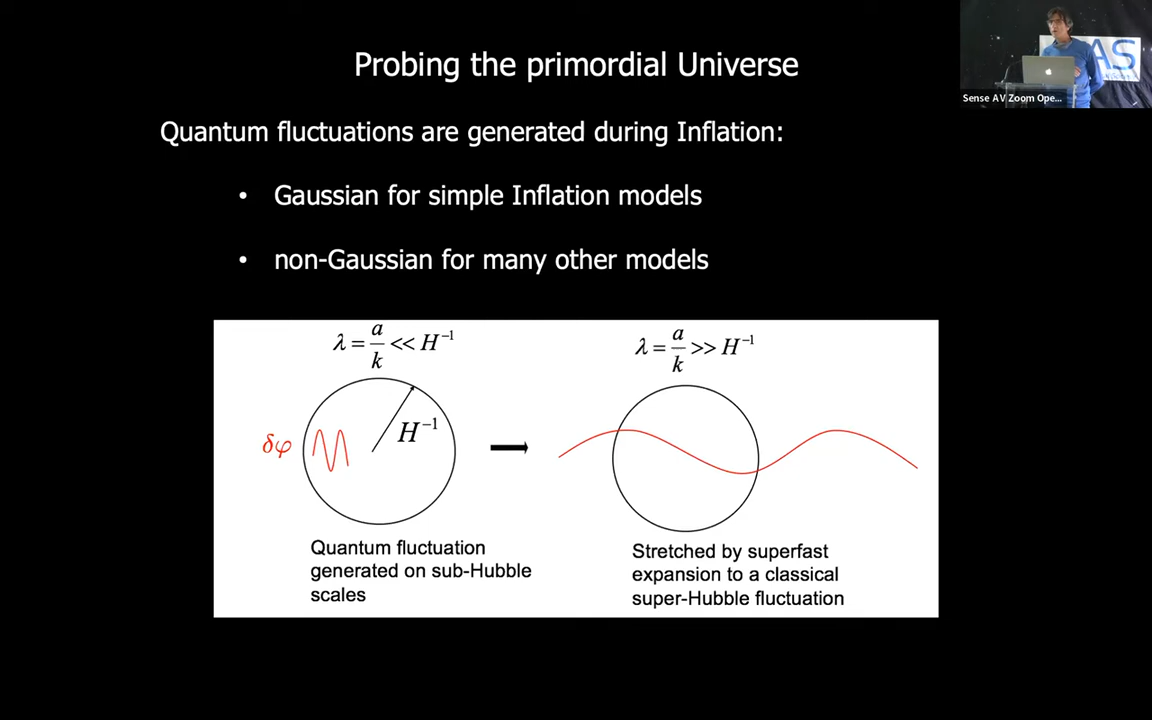 Probing the primordial Universe
AS
Sense AV Zoom Ope...
Quantum fluctuations are generated during Inflation:
• Gaussian for simple Inflation models
• non-Gaussian for many other models
λ = a/k << H⁻¹
λ = a/k >> H⁻¹
H⁻¹
δφ
Quantum fluctuation
generated on sub-Hubble
scales
Stretched by superfast
expansion to a classical
super-Hubble fluctuation